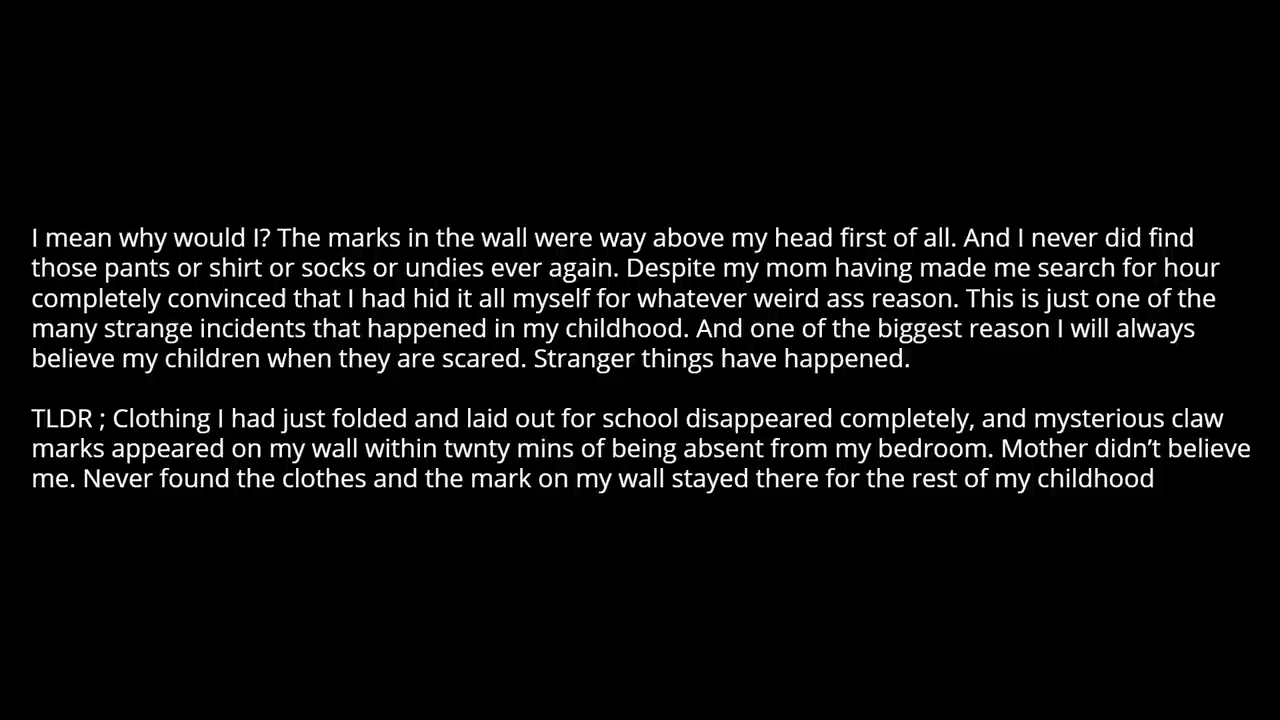 I mean why would I? The marks in the wall were way above my head first of all. And I never did find
those pants or shirt or socks or undies ever again. Despite my mom having made me search for hour
completely convinced that I had hid it all myself for whatever weird ass reason. This is just one of the
many strange incidents that happened in my childhood. And one of the biggest reason I will always
believe my children when they are scared. Stranger things have happened.
TLDR ; Clothing I had just folded and laid out for school disappeared completely, and mysterious claw
marks appeared on my wall within twnty mins of being absent from my bedroom. Mother didn’t believe
me. Never found the clothes and the mark on my wall stayed there for the rest of my childhood